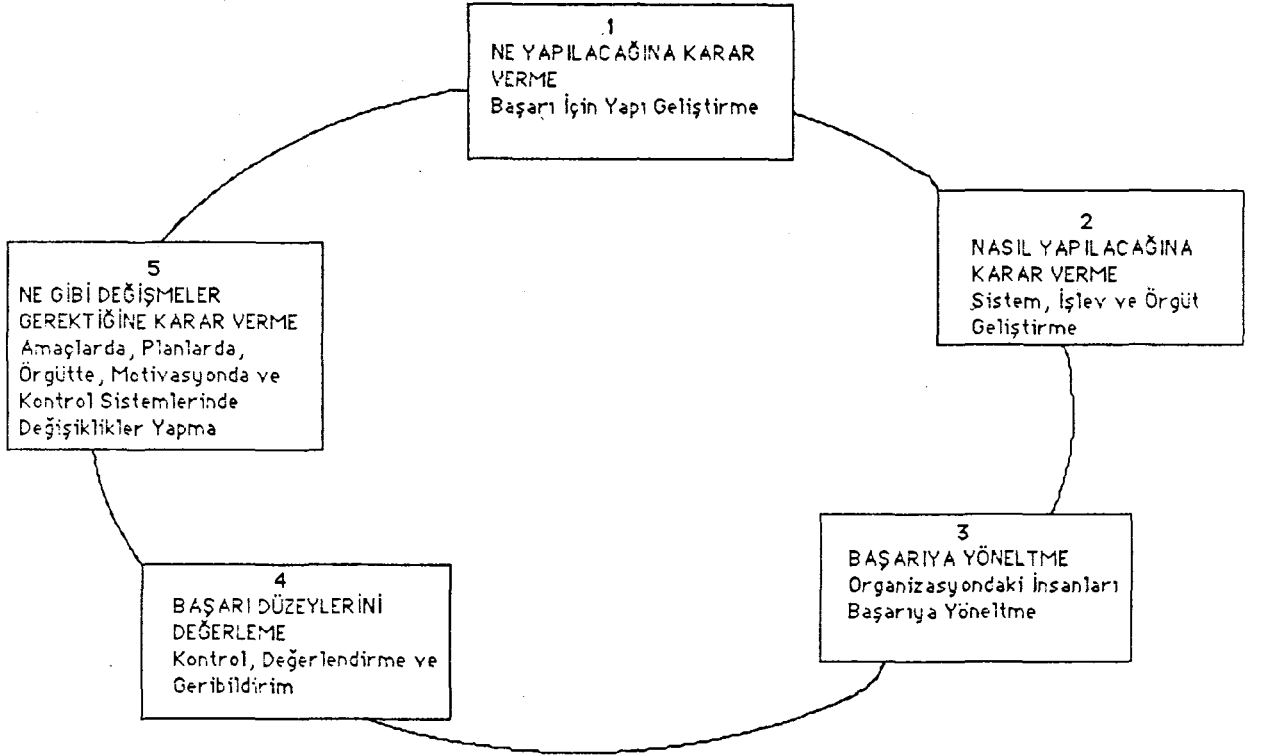 1
NE YAPILACAĞINA KARAR
VERME
Başarı İçin Yapı Geliştirme
2
NASIL YAPILACAĞINA
KARAR VERME
Sistem, İşlev ve Örgüt
Geliştirme
3
BAŞARIYA YÖNELTME
Organizasyondaki İnsanları
Başarıya Yöneltme
4
BAŞARI DÜZEYLERİNİ
DEĞERLEME
Kontrol, Değerlendirme ve
Geribildirim
5
NE GİBİ DEĞİŞMELER
GEREKTİĞİNE KARAR VERME
Amaçlarda, Planlarda,
Örgütte, Motivasyonda ve
Kontrol Sistemlerinde
Değişiklikler Yapma